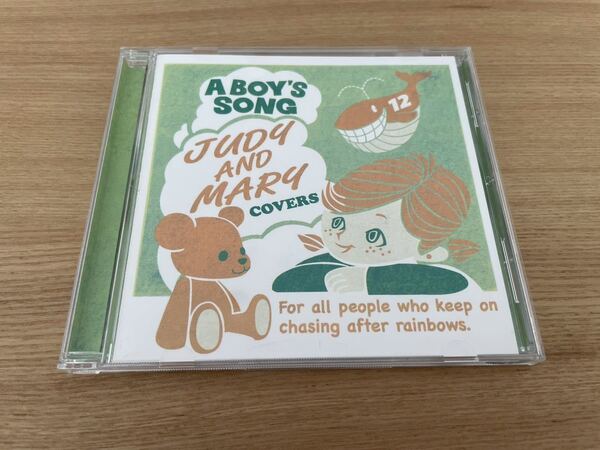 A BOY'S
SONG
JUDY
AND
MARY
COVERS
12
For all people who keep on
chasing after rainbows.